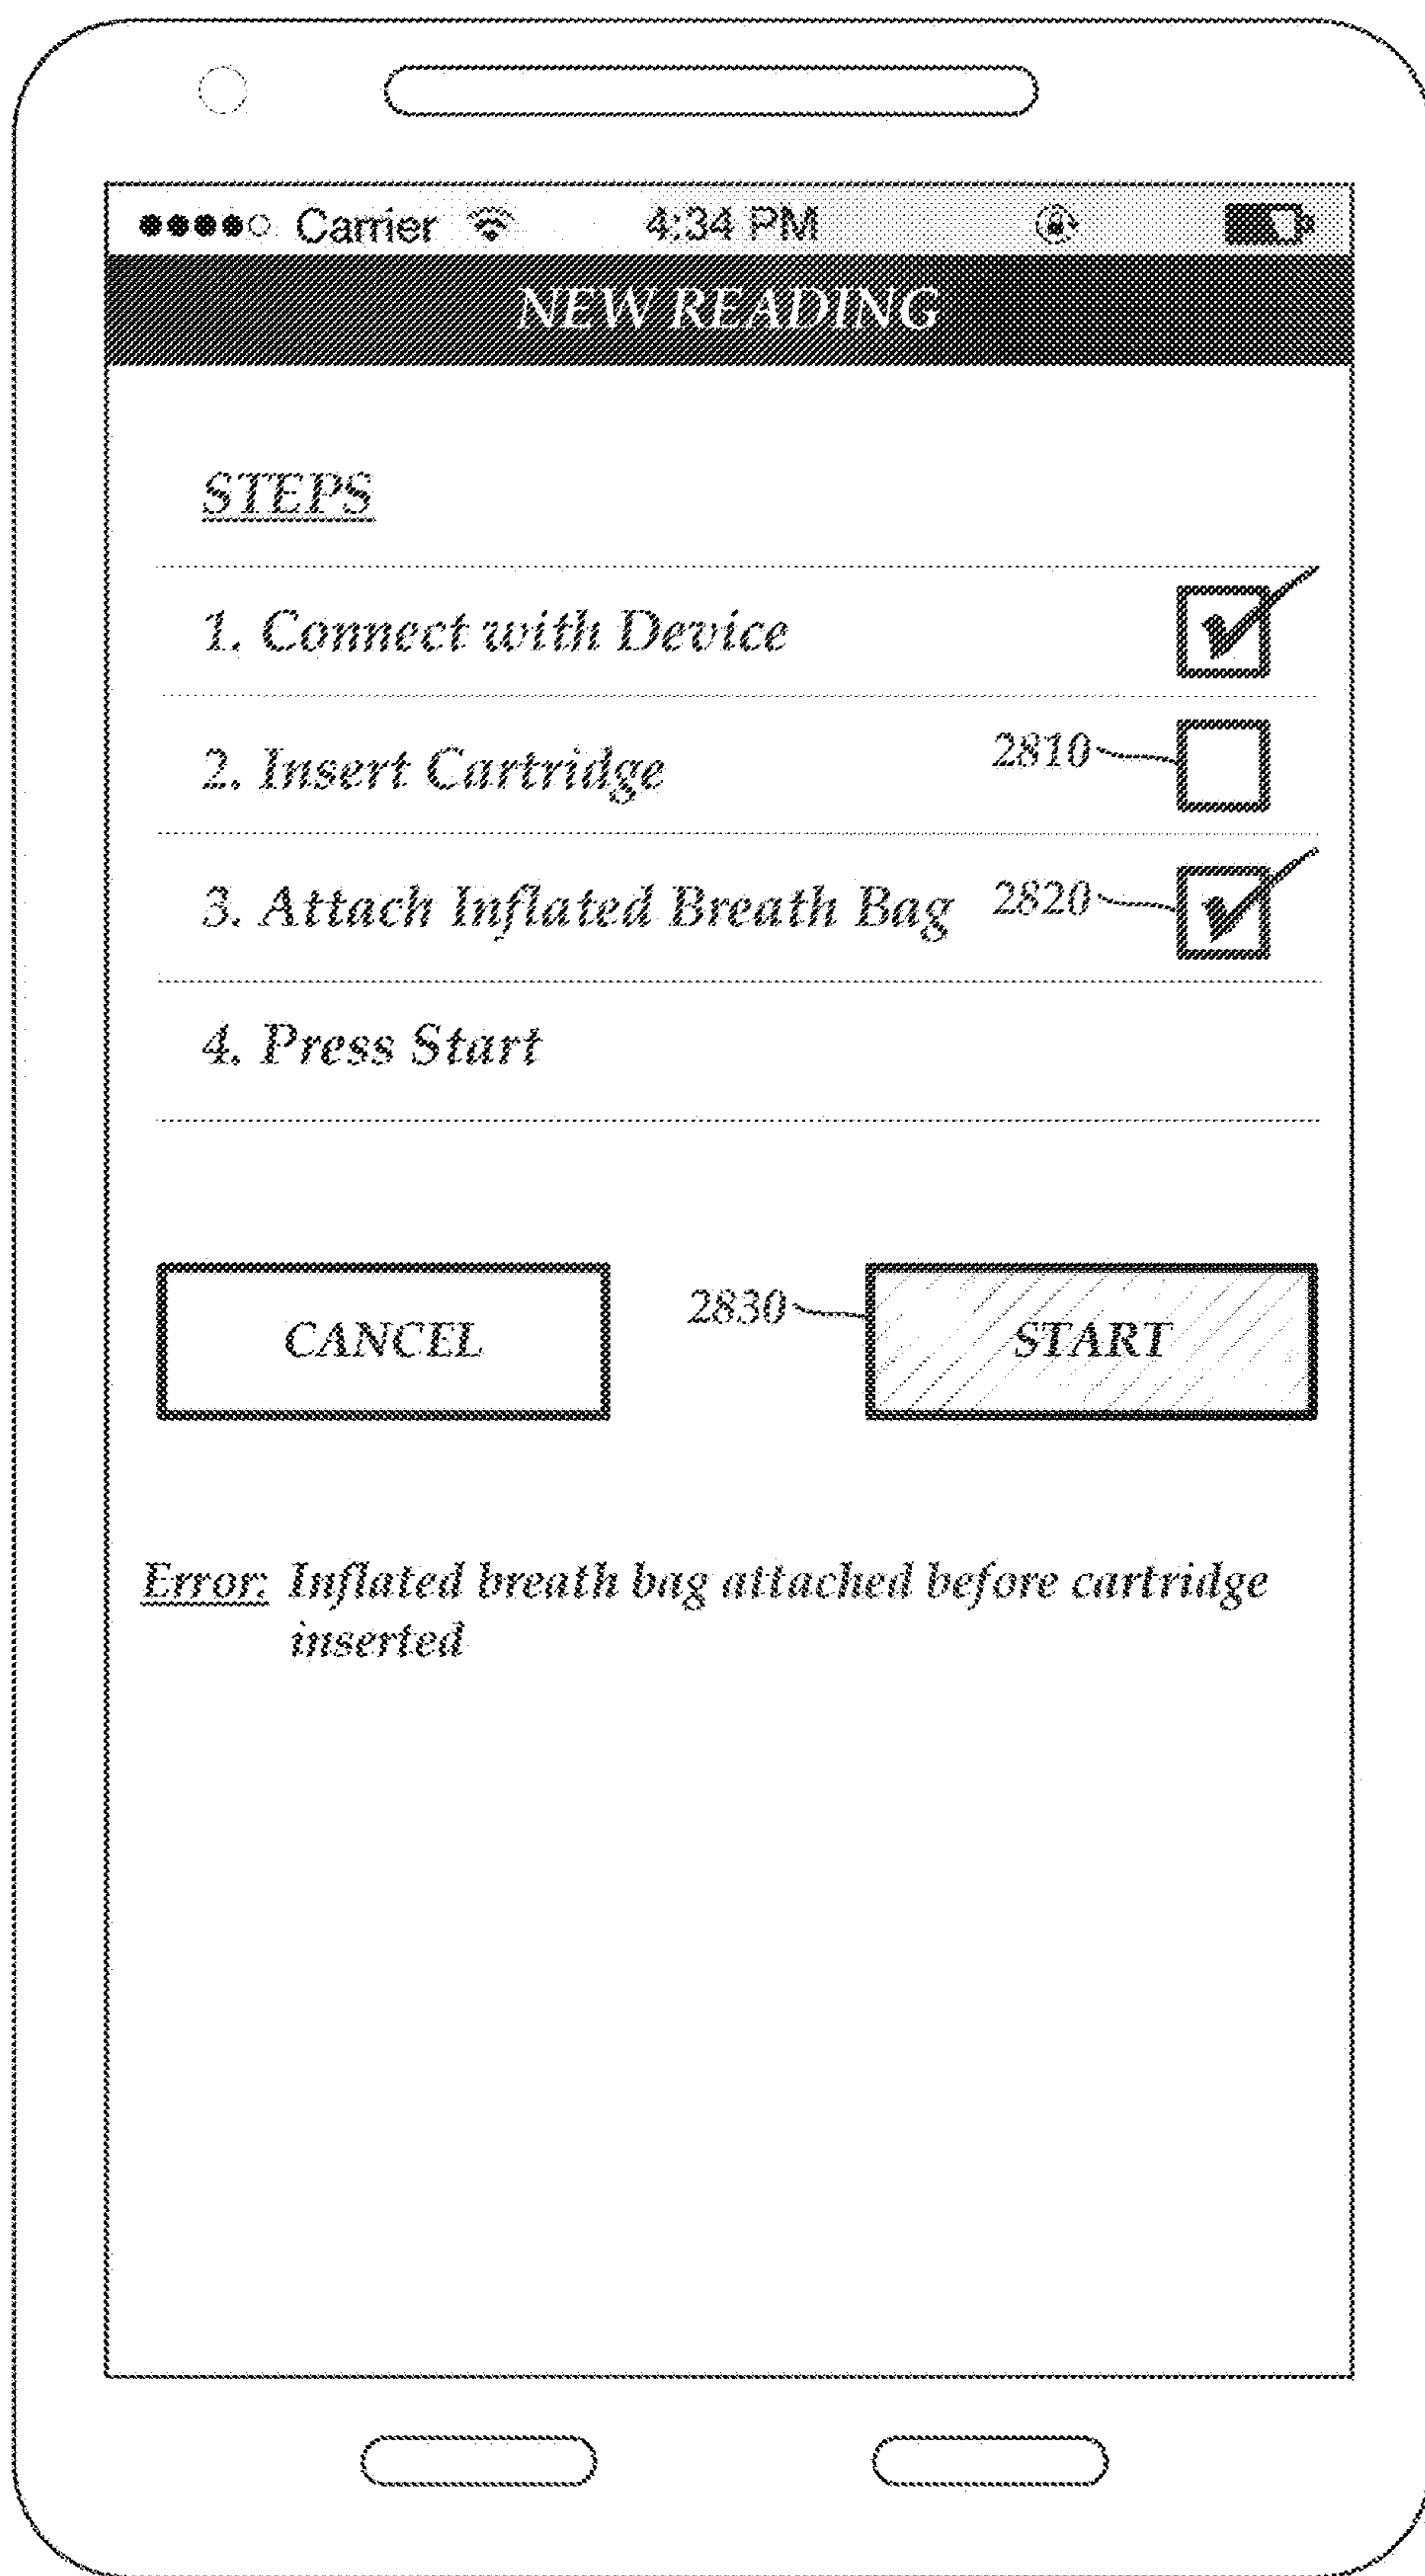 Carrier 4:34 PM
NEW READING
STEPS
1. Connect with Device
2. Insert Cartridge 2810
3. Attach Inflated Breath Bag 2820
4. Press Start
CANCEL 2830 START
Error: Inflated breath bag attached before cartridge
inserted